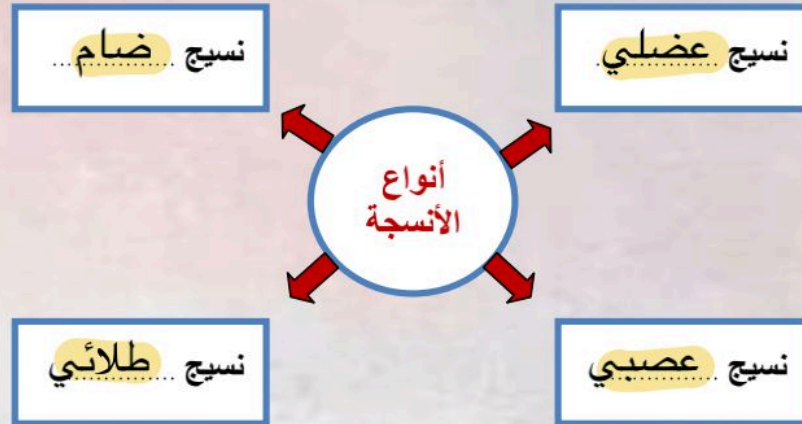 نسيج عضلي
نسيج ضام
أنواع
الأنسجة
نسيج عصبي
نسيج طلائي